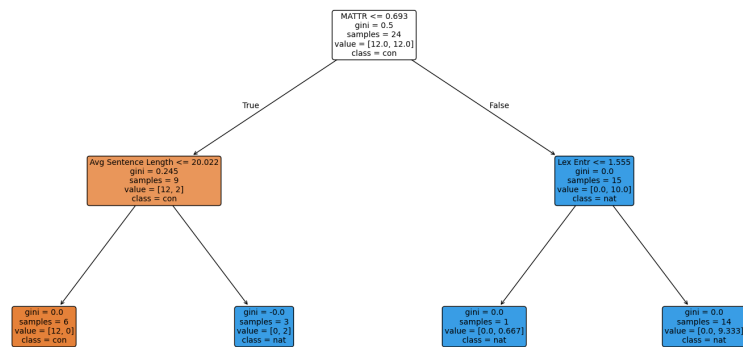 MATTR <= 0.693
gini = 0.5
samples = 24
value = [12.0, 12.0]
class = con
True
False
Avg Sentence Length <= 20.022
gini = 0.245
samples = 9
value = [12, 2]
class = con
Lex Entr <= 1.555
gini = 0.0
samples = 15
value = [0.0, 10.0]
class = nat
gini = 0.0
samples = 6
value = [12, 0]
class = con
gini = -0.0
samples = 3
value = [0, 2]
class = nat
gini = 0.0
samples = 1
value = [0.0, 0.667]
class = nat
gini = 0.0
samples = 14
value = [0.0, 9.333]
class = nat